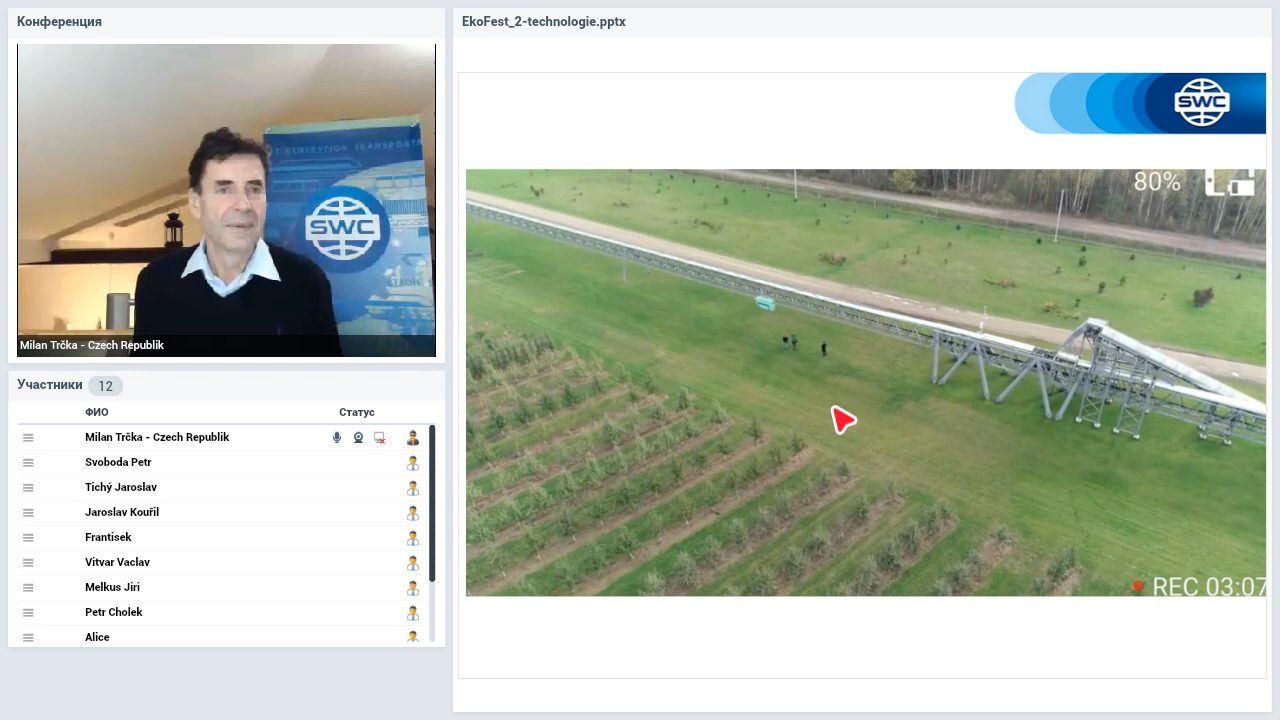 Конференция
SWC
Milan Trčka - Czech Republik
Участники 12
ФИО Статус
Milan Trčka - Czech Republik
Svoboda Petr
Tichý Jaroslav
Jaroslav Kouřil
Frantisek
Vitvar Vaclav
Melkus Jiri
Petr Cholek
Alice
EkoFest_2-technologie.pptx
SWC
80%
REC 03:07